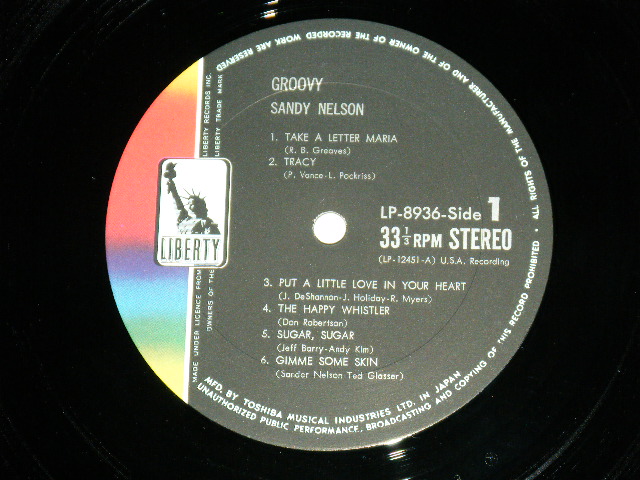 GROOVY
SANDY NELSON
1. TAKE A LETTER MARIA
(R. B. Greaves)
2. TRACY
(P. Vance-L. Pockriss)
LP-8936-Side 1
33 1/3 RPM STEREO
(LP-12451-A) U.S.A. Recording
3. PUT A LITTLE LOVE IN YOUR HEART
(J. DeShannon-J. Holiday-R. Myers)
4. THE HAPPY WHISTLER
(Don Robertson)
5. SUGAR, SUGAR
(Jeff Barry-Andy Kim)
6. GIMME SOME SKIN
(Sander Nelson Ted Glasser)
LIBERTY
LIBERTY RECORDS INC.
LIBERTY TRADE MARK
MADE UNDER LICENCE FROM
OWNERS OF THE
MFD. BY TOSHIBA MUSICAL INDUSTRIES LTD. IN JAPAN
ALL RIGHTS OF THE MANUFACTURER AND OF THE OWNER OF THE RECORDED WORK ARE RESERVED
UNAUTHORIZED PUBLIC PERFORMANCE, BROADCASTING AND COPYING OF THIS RECORD PROHIBITED